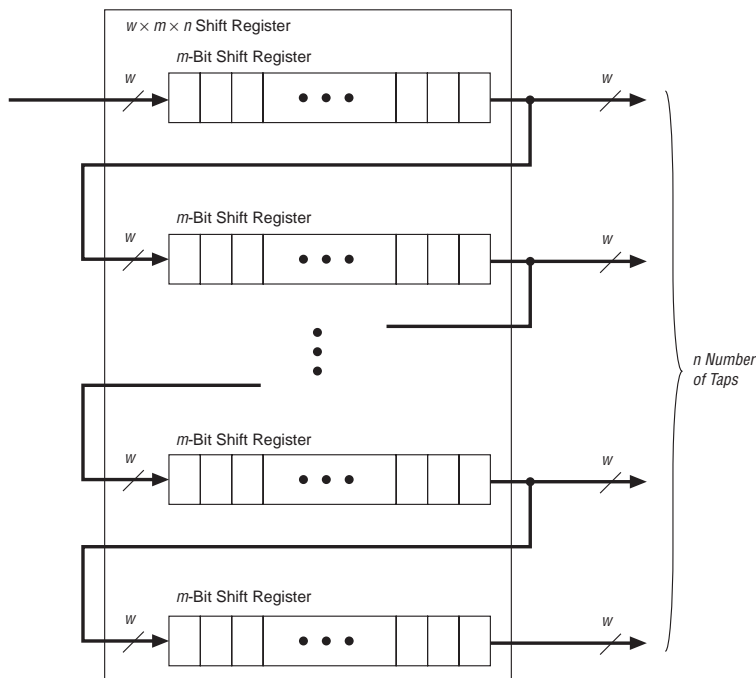 w × m × n Shift Register
m-Bit Shift Register
w
w
m-Bit Shift Register
w
w
n Number
of Taps
m-Bit Shift Register
w
w
m-Bit Shift Register
w
w